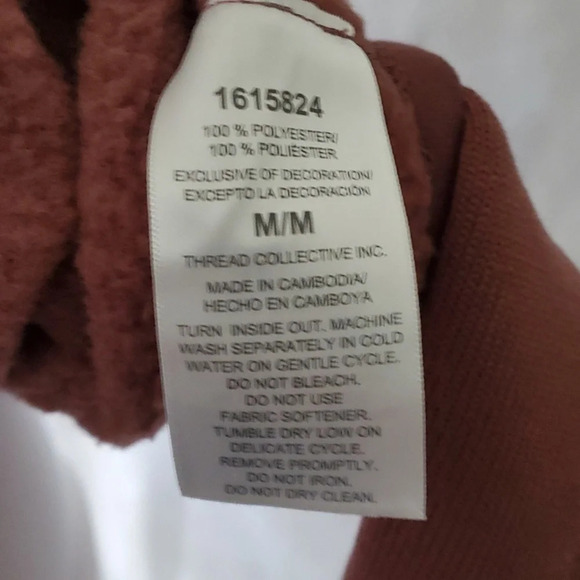 1615824
100 % POLYESTER/
100 % POLIÉSTER
EXCLUSIVE OF DECORATION/
EXCEPTO LA DECORACIÓN
M/M
THREAD COLLECTIVE INC.
MADE IN CAMBODIA/
HECHO EN CAMBOYA
TURN INSIDE OUT. MACHINE
WASH SEPARATELY IN COLD
WATER ON GENTLE CYCLE.
DO NOT BLEACH.
DO NOT USE
FABRIC SOFTENER.
TUMBLE DRY LOW ON
DELICATE CYCLE.
REMOVE PROMPTLY.
DO NOT IRON.
DO NOT DRY CLEAN.